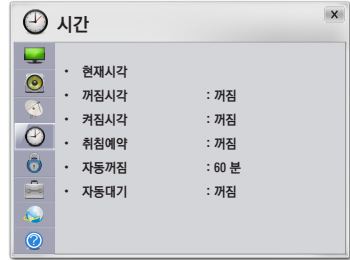 시간
X
· 현재시각
· 꺼짐시각 : 꺼짐
· 켜짐시각 : 꺼짐
· 취침예약 : 꺼짐
· 자동꺼짐 : 60 분
· 자동대기 : 꺼짐
?